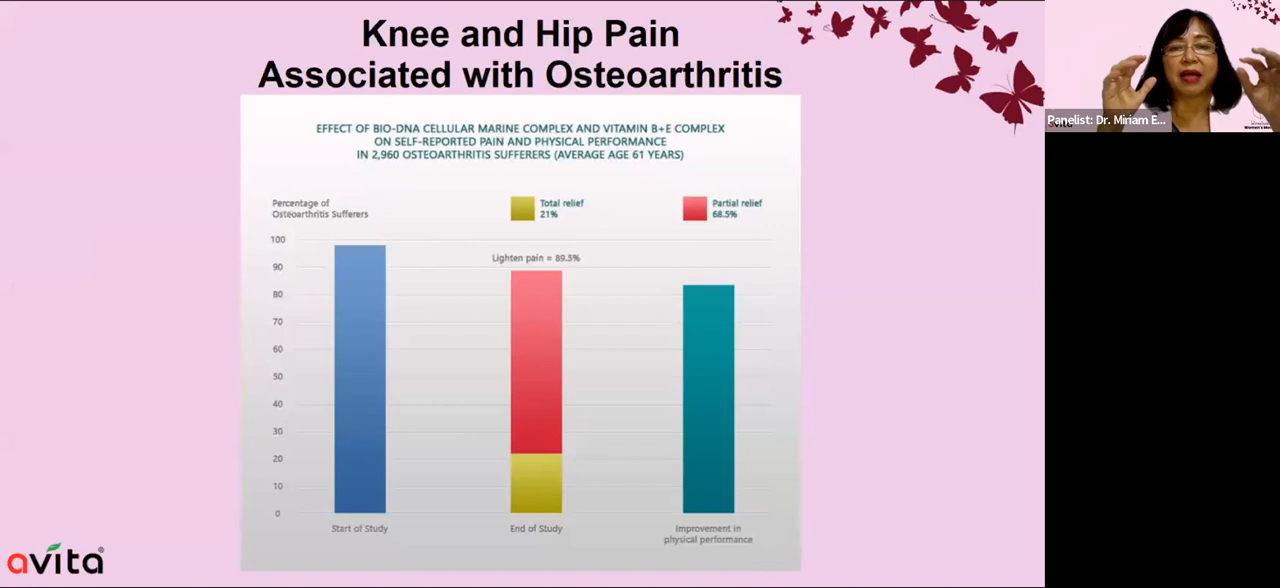 Knee and Hip Pain
Associated with Osteoarthritis
EFFECT OF BIO-DNA CELLULAR MARINE COMPLEX AND VITAMIN B+E COMPLEX
ON SELF-REPORTED PAIN AND PHYSICAL PERFORMANCE
IN 2,960 OSTEOARTHRITIS SUFFERERS (AVERAGE AGE 61 YEARS)
Percentage of
Osteoarthritis Sufferers
Total relief
21%
Partial relief
68.5%
100
Lighten pain = 89.5%
90
80
70
60
50
40
30
20
10
0
Start of Study
End of Study
Improvement in
physical performance
avita®
Panelist: Dr. Miriam E...